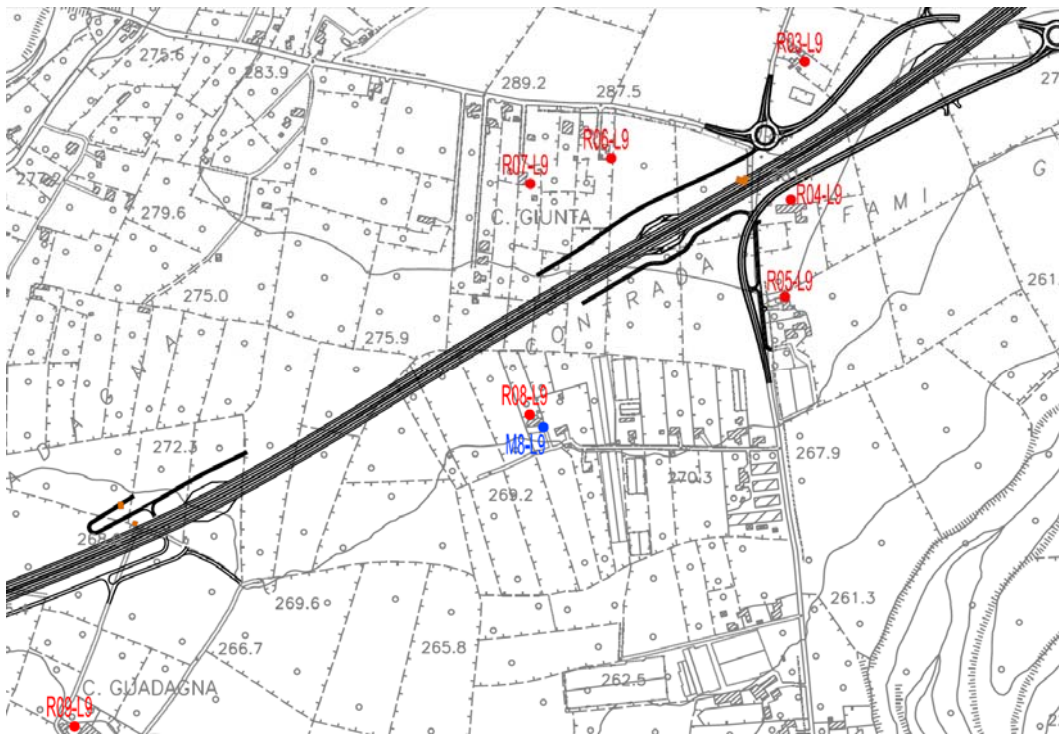 R03-L9
275.6
283.9
289.2
287.5
27
R06-L9
R07-L9
R04-L9
279.6
C. GIUNTA
FAMI
G
CONTRADA
R05-L9
261.
275.0
275.9
R08-L9
M8-L9
272.3
267.9
270.3
269.2
269.6
261.3
266.7
265.8
262.5
C. GUADAGNA
R09-L9